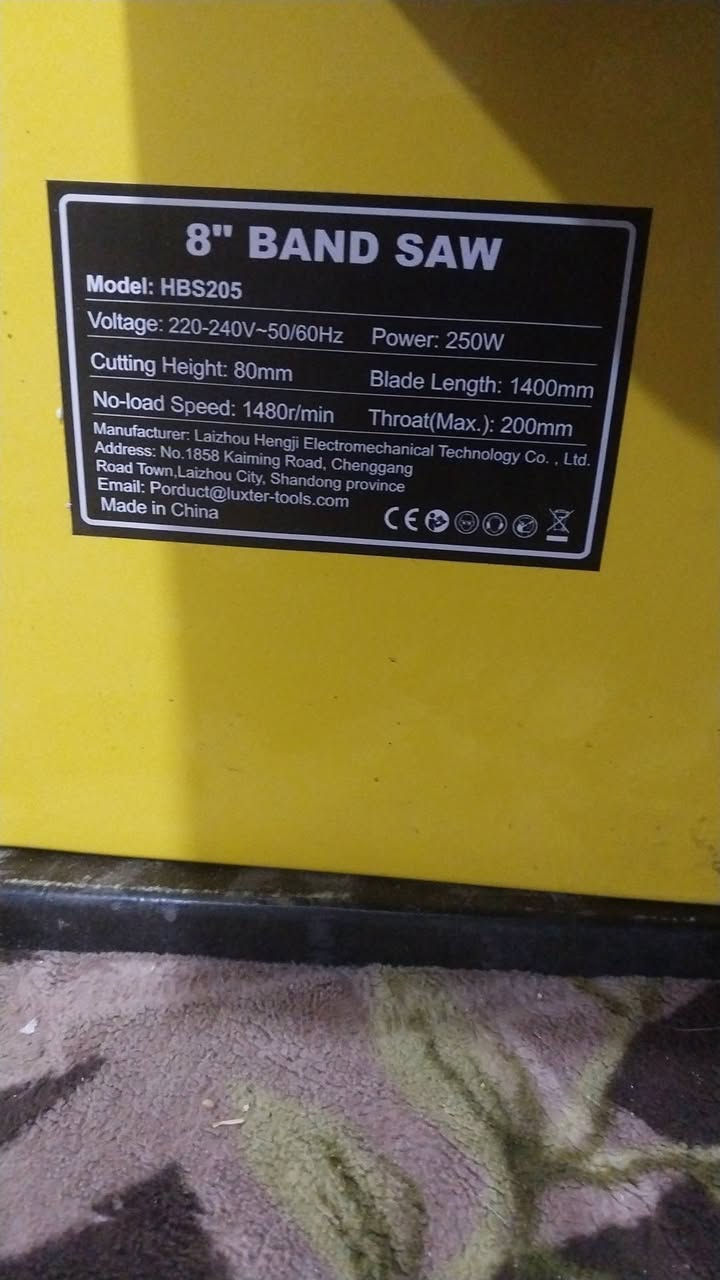 8" BAND SAW
Model: HBS205
Voltage: 220-240V~50/60Hz Power: 250W
Cutting Height: 80mm Blade Length: 1400mm
No-load Speed: 1480r/min Throat(Max.): 200mm
Manufacturer: Laizhou Hengji Electromechanical Technology Co. , Ltd.
Address: No.1858 Kaiming Road, Chenggang
Road Town,Laizhou City, Shandong province
Email: Porduct@luxter-tools.com
Made in China
CE